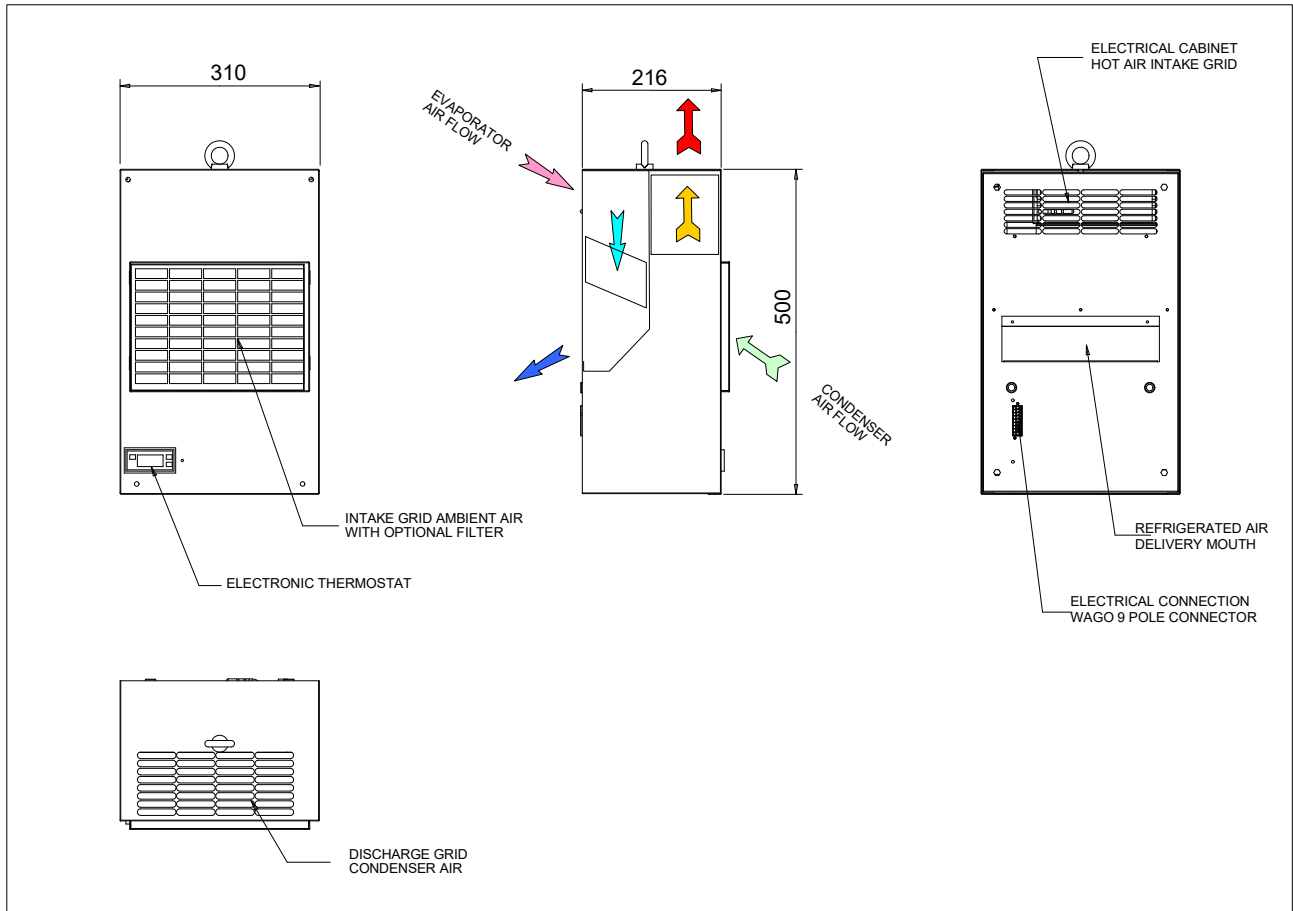 310
216
500
EVAPORATOR
AIR FLOW
ELECTRICAL CABINET
HOT AIR INTAKE GRID
CONDENSER
AIR FLOW
INTAKE GRID AMBIENT AIR
WITH OPTIONAL FILTER
ELECTRONIC THERMOSTAT
REFRIGERATED AIR
DELIVERY MOUTH
ELECTRICAL CONNECTION
WAGO 9 POLE CONNECTOR
DISCHARGE GRID
CONDENSER AIR